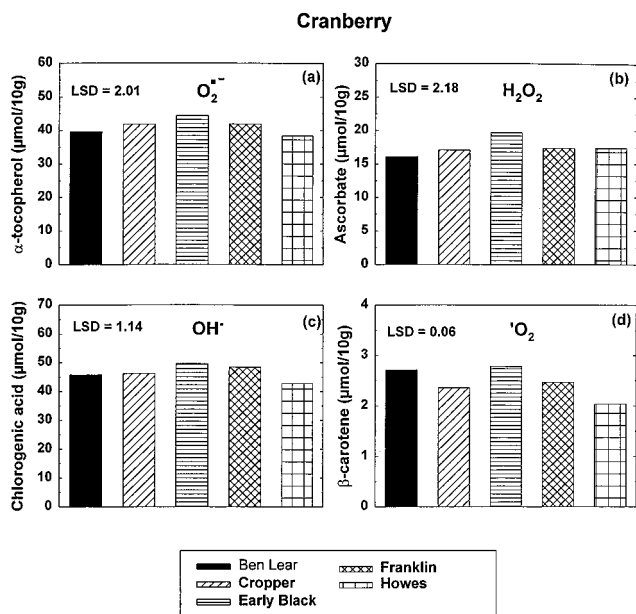 Cranberry
α-tocopherol (μmol/10g)
60
50
40
30
20
10
0
LSD = 2.01
O₂•−
(a)
Ascorbate (μmol/10g)
30
25
20
15
10
5
0
LSD = 2.18
H₂O₂
(b)
Chlorogenic acid (μmol/10g)
70
60
50
40
30
20
10
0
LSD = 1.14
OH•
(c)
β-carotene (μmol/10g)
4
3
2
1
0
LSD = 0.06
'O₂
(d)
Ben Lear
Cropper
Early Black
Franklin
Howes